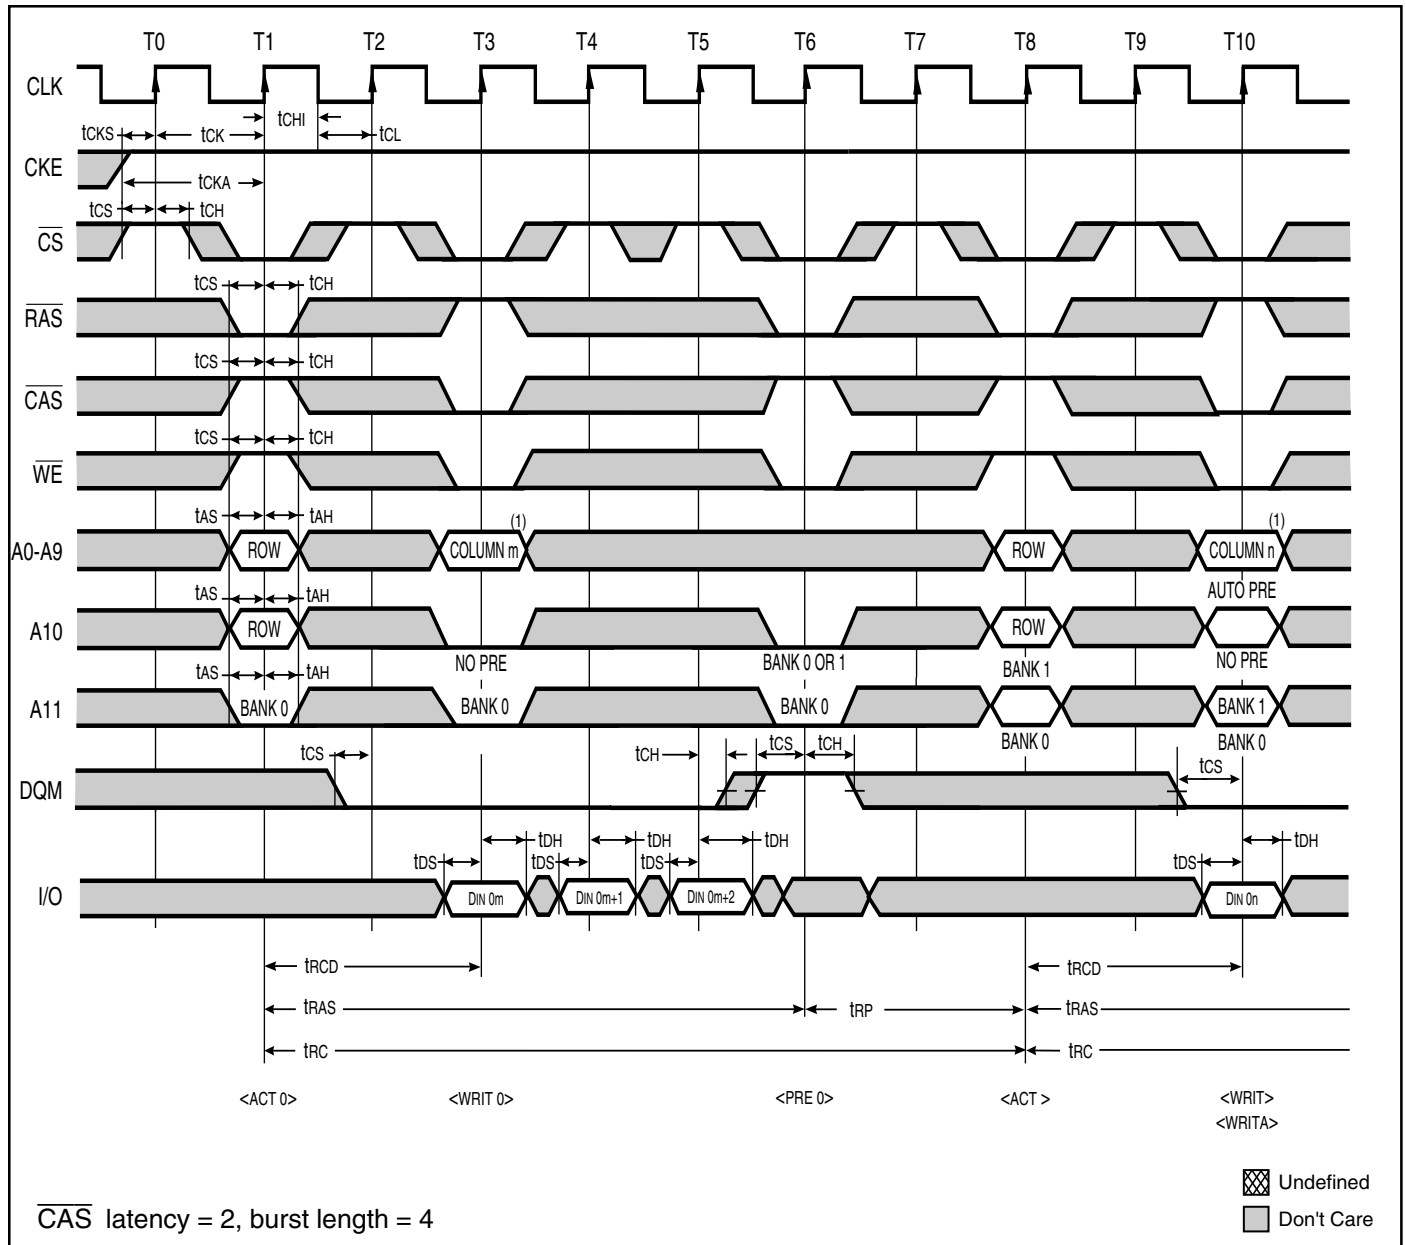 T0 T1 T2 T3 T4 T5 T6 T7 T8 T9 T10
CLK
tCHI
tCKS tCK tCL
CKE
tCKA
tCS tCH
CS
tCS tCH
RAS
tCS tCH
CAS
tCS tCH
WE
tAS tAH (1) (1)
A0-A9 ROW COLUMN m ROW COLUMN n
tAS tAH AUTO PRE
A10 ROW ROW
NO PRE BANK 0 OR 1 BANK 1 NO PRE
tAS tAH
A11 BANK 0 BANK 0 BANK 0 BANK 1
BANK 0 BANK 0
tCS tCH tCS tCH tCS
DQM
tDH tDH tDH tDH
tDS tDS tDS tDS
I/O DIN 0m DIN 0m+1 DIN 0m+2 DIN 0n
tRCD tRCD
tRAS tRP tRAS
tRC tRC
<ACT 0> <WRIT 0> <PRE 0> <ACT > <WRIT>
<WRITA>
Undefined
CAS latency = 2, burst length = 4 Don't Care